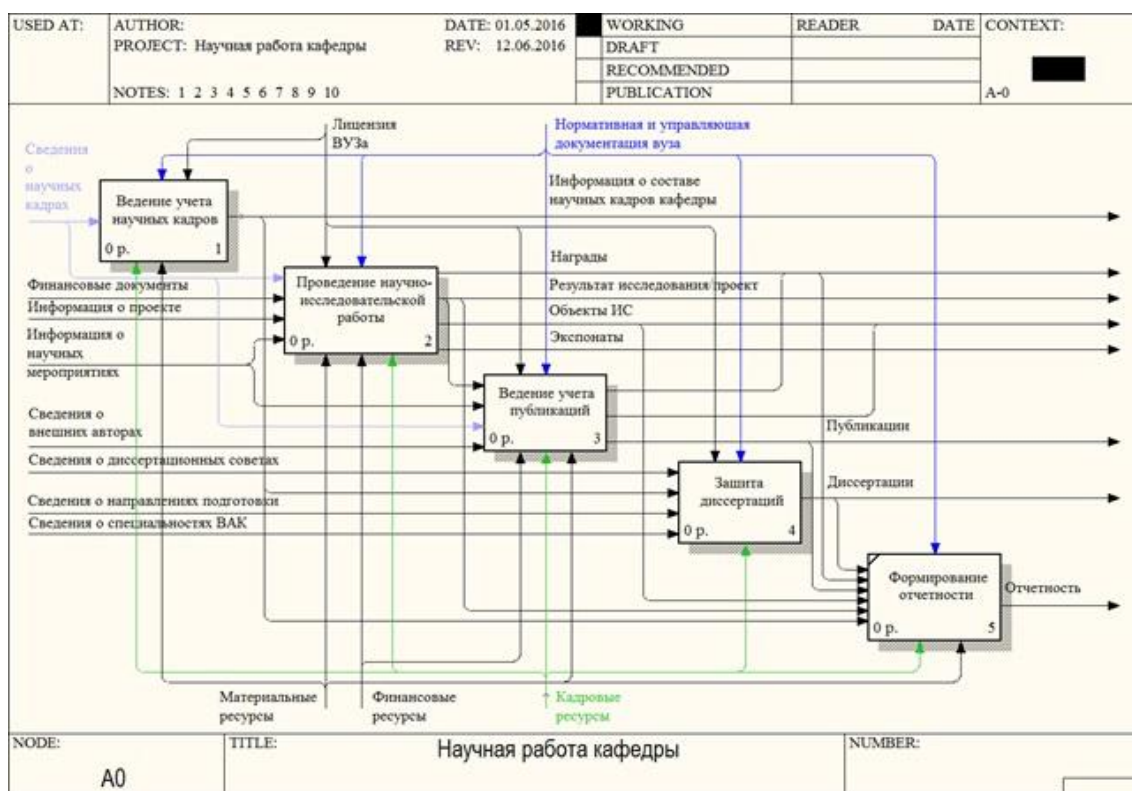 USED AT:
AUTHOR:
DATE: 01.05.2016
WORKING
READER
DATE
CONTEXT:
PROJECT: Научная работа кафедры
REV: 12.06.2016
DRAFT
RECOMMENDED
NOTES: 1 2 3 4 5 6 7 8 9 10
PUBLICATION
A-0
Лицензия
ВУЗа
Нормативная и управляющая
документация вуза
Сведения
о
научных
кадрах
Ведение учета
научных кадров
0 р.
1
Информация о составе
научных кадров кафедры
Награды
Финансовые документы
Информация о проекте
Информация о
научных
мероприятиях
Проведение научно-
исследовательской
работы
0 р.
2
Результат исследования/проект
Объекты ИС
Экспонаты
Ведение учета
публикаций
0 р.
3
Сведения о
внешних авторах
Публикации
Сведения о диссертационных советах
Сведения о направлениях подготовки
Сведения о специальностях ВАК
Защита
диссертаций
0 р.
4
Диссертации
Формирование
отчетности
0 р.
5
Отчетность
Материальные
ресурсы
Финансовые
ресурсы
Кадровые
ресурсы
NODE:
A0
TITLE:
Научная работа кафедры
NUMBER: